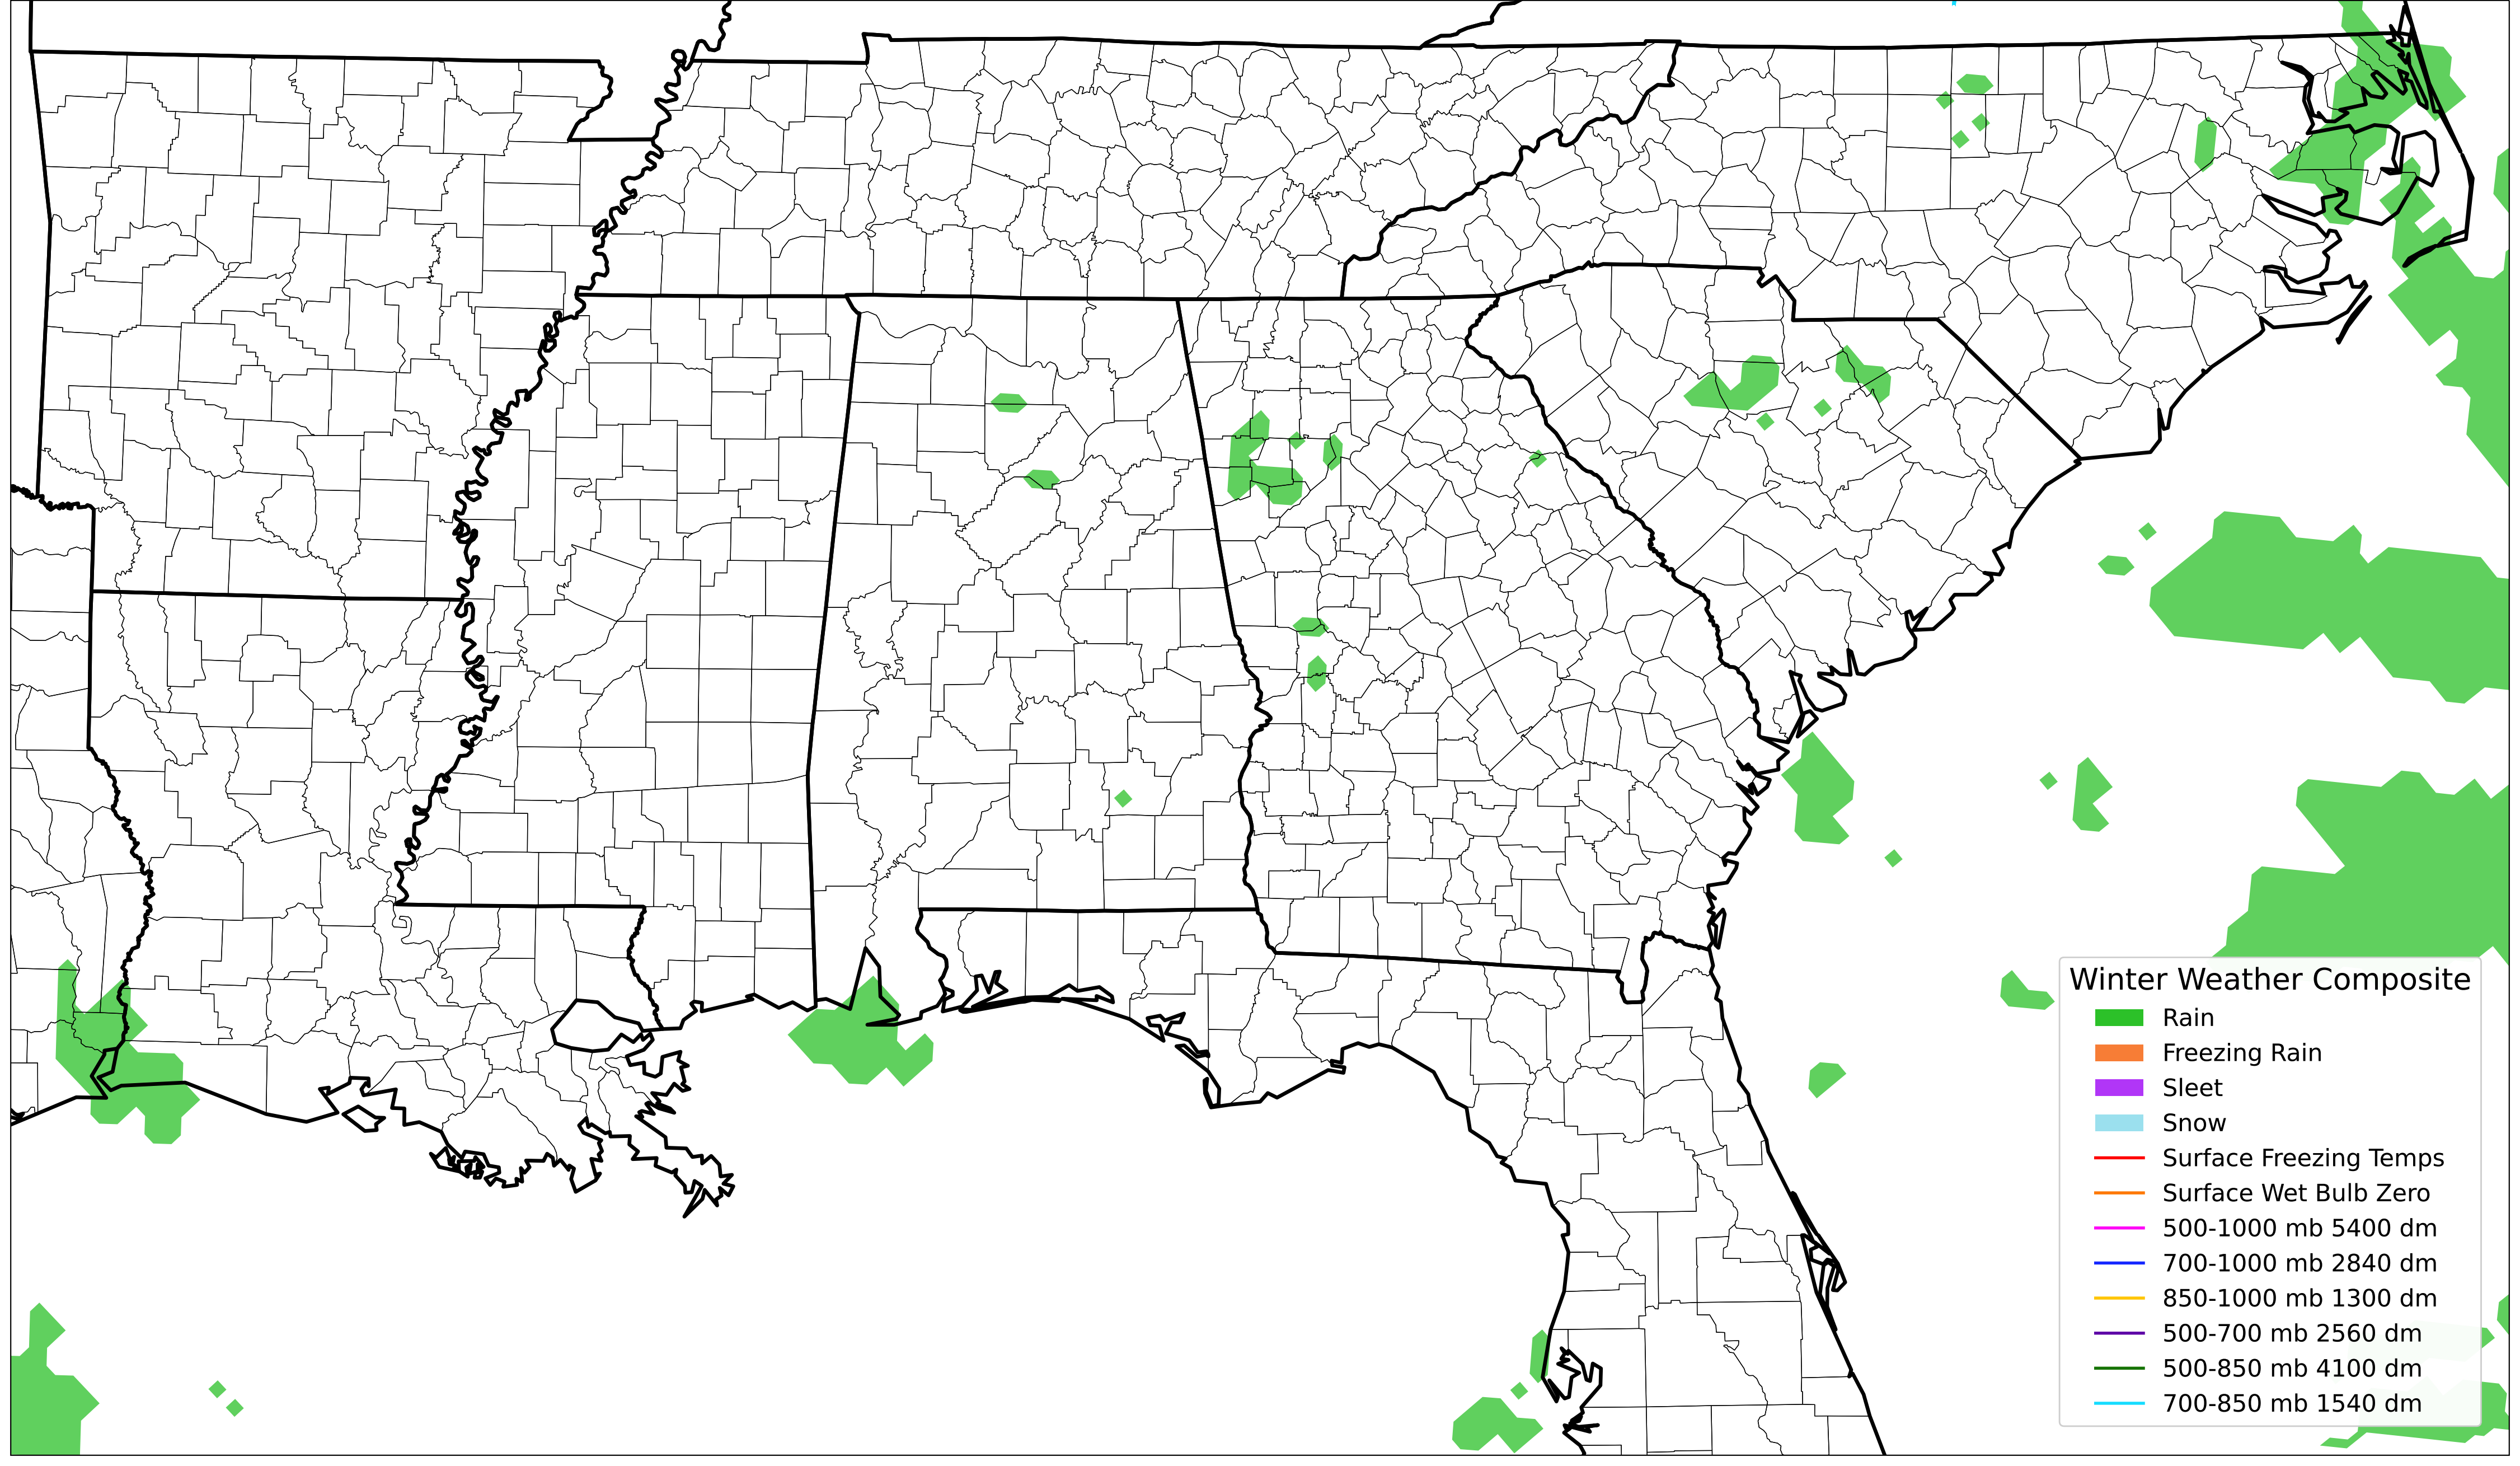 Winter Weather Composite
Rain
Freezing Rain
Sleet
Snow
Surface Freezing Temps
Surface Wet Bulb Zero
500-1000 mb 5400 dm
700-1000 mb 2840 dm
850-1000 mb 1300 dm
500-700 mb 2560 dm
500-850 mb 4100 dm
700-850 mb 1540 dm